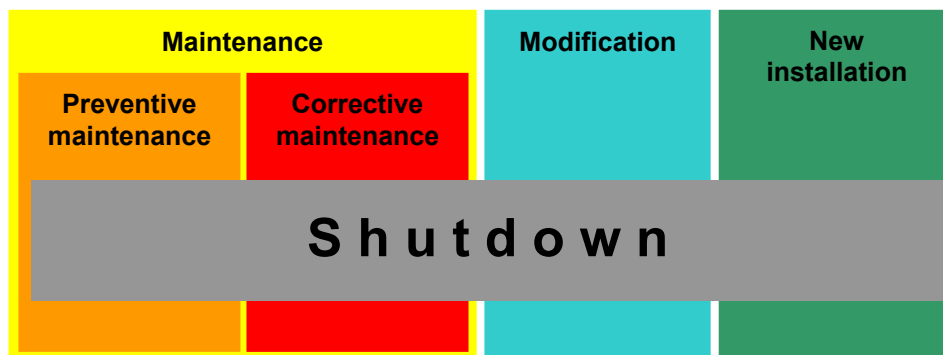 Maintenance
Modification
New
installation
Preventive
maintenance
Corrective
maintenance
Shutdown